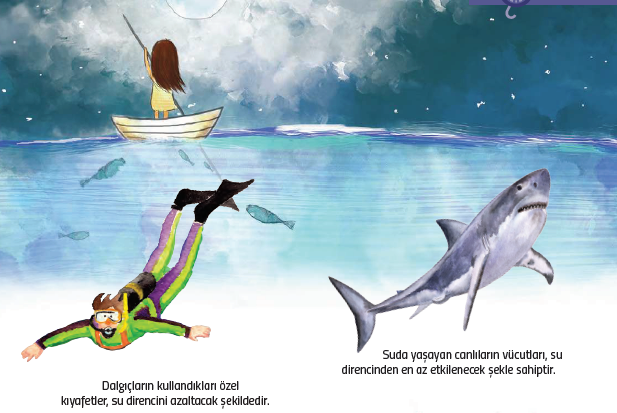 Suda yaşayan canlıların vücutları, su
direncinden en az etkilenecek şekle sahiptir.
Dalgıçların kullandıkları özel
kıyafetler, su direncini azaltacak şekildedir.